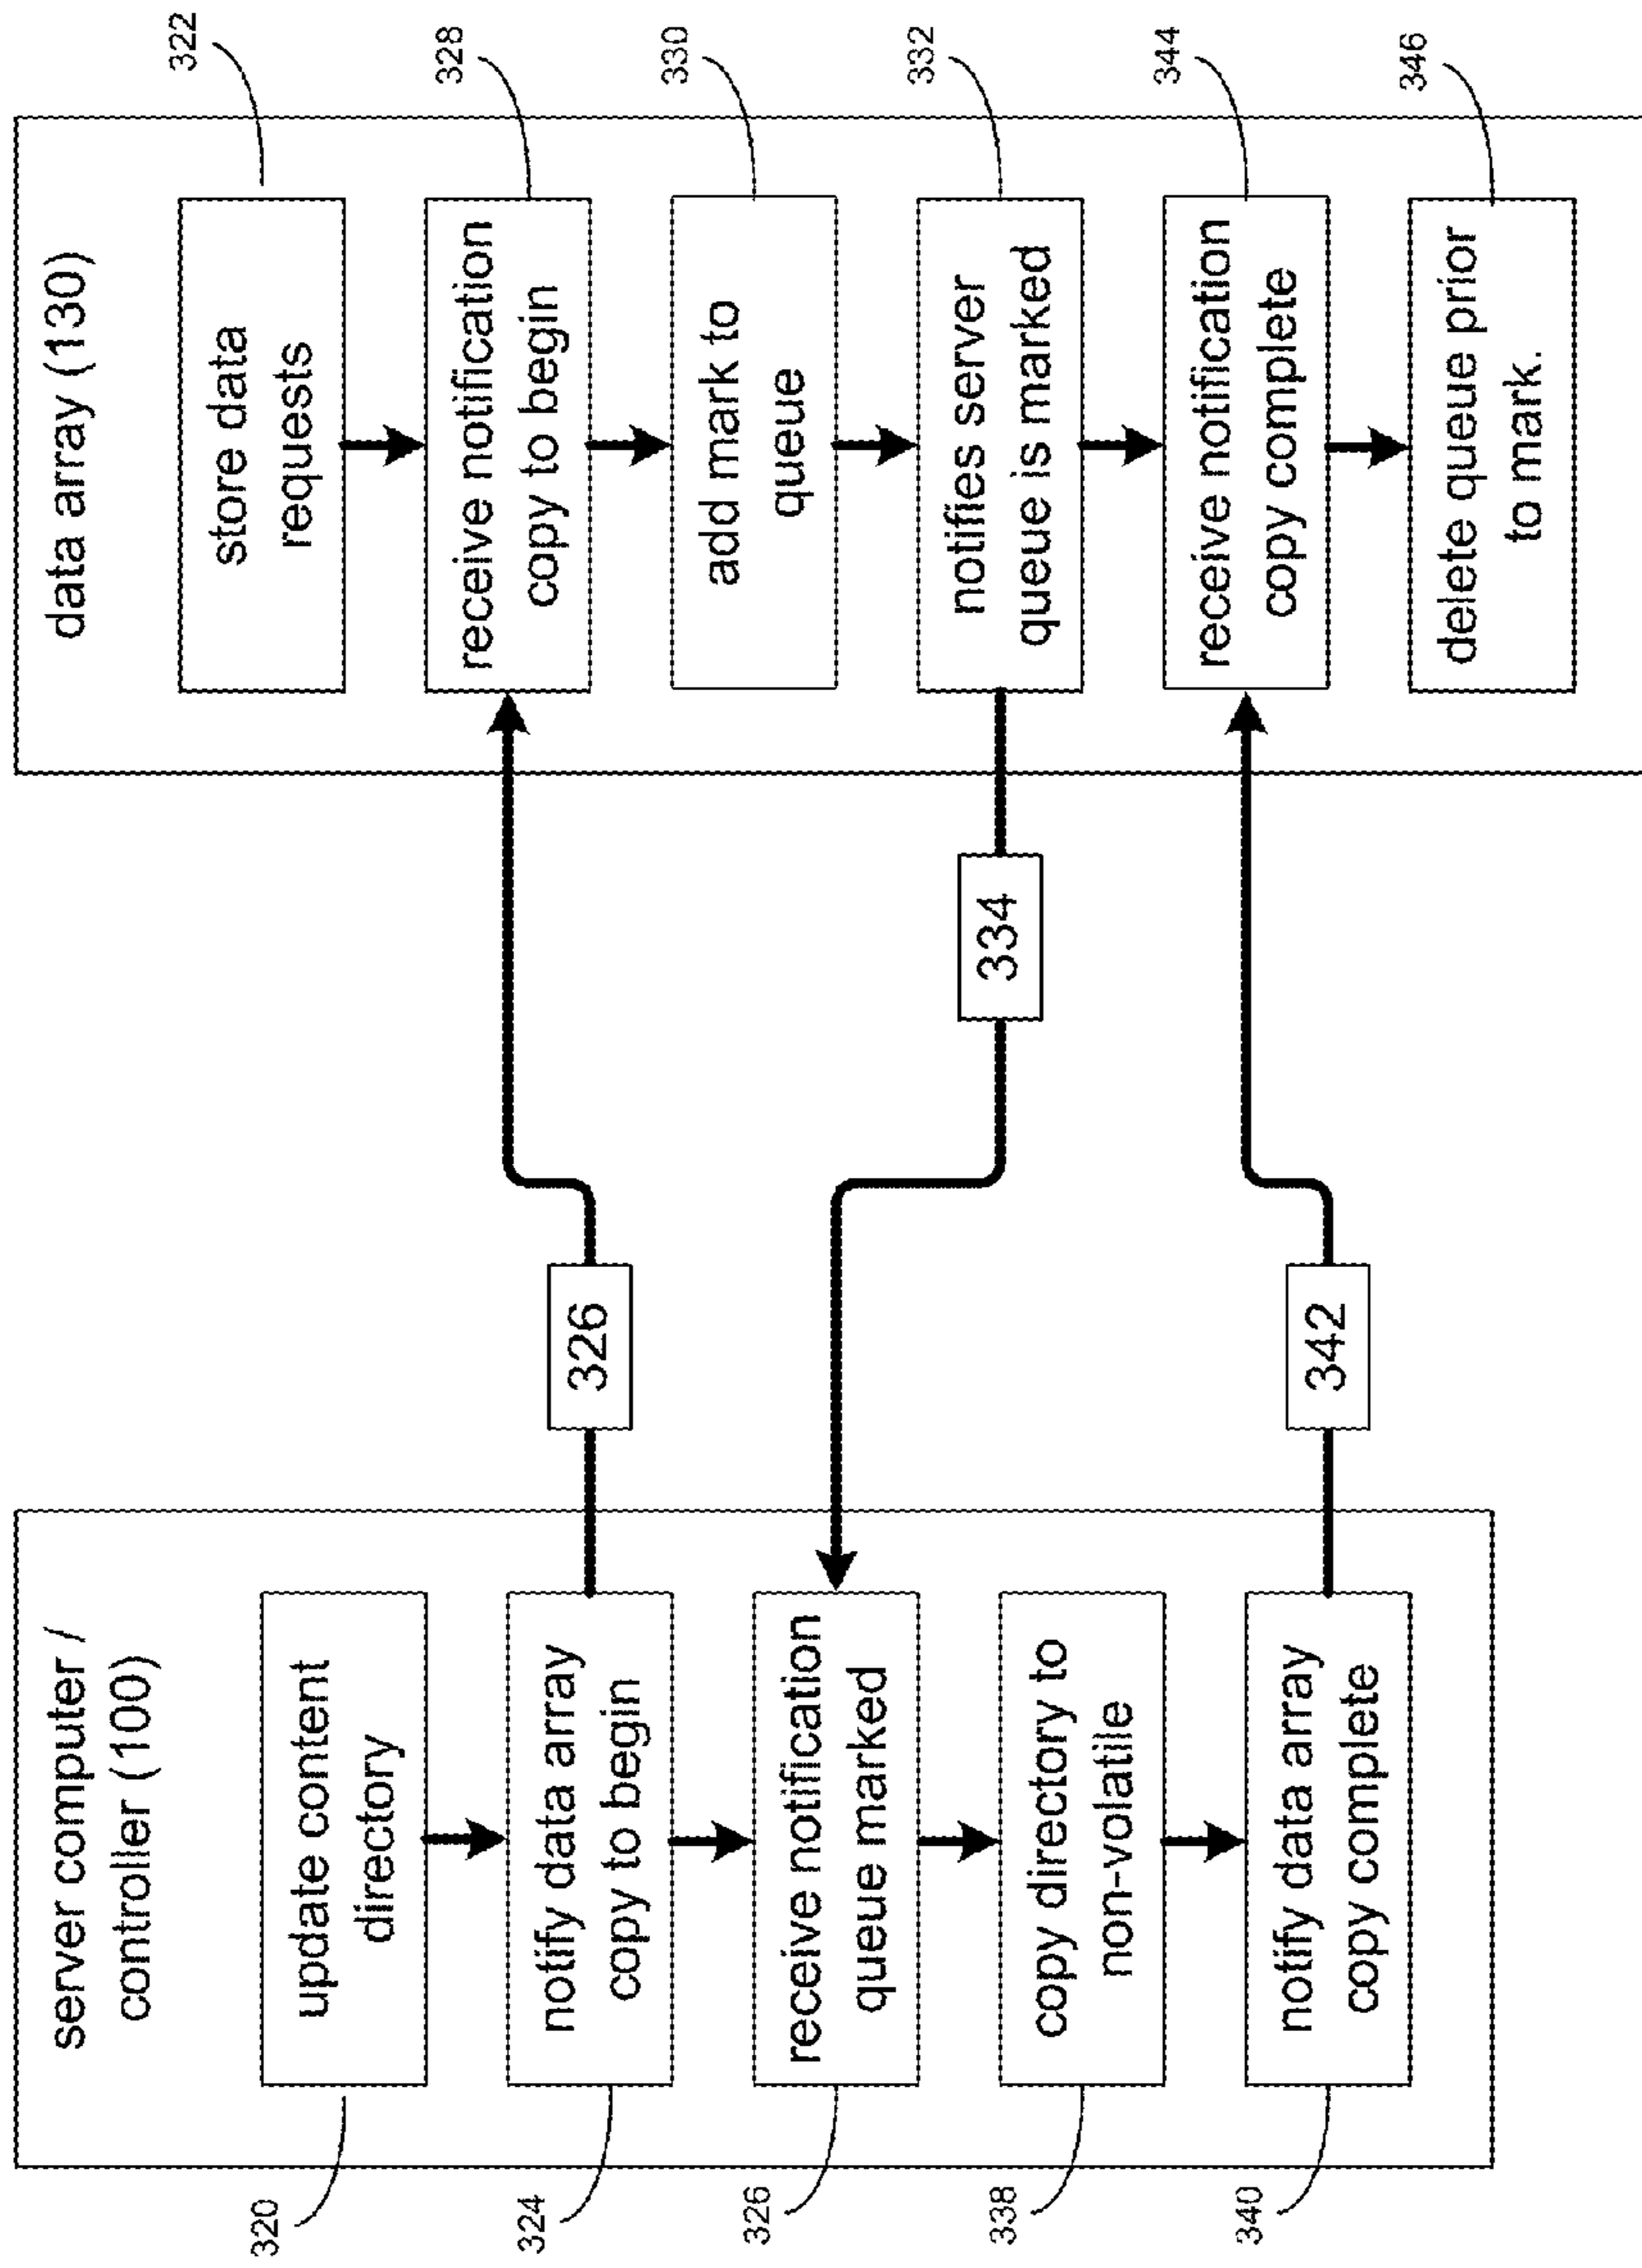 server computer /
controller (100)
320
update content
directory
324
notify data array
copy to begin
326
receive notification
queue marked
338
copy directory to
non-volatile
340
notify data array
copy complete
326
334
342
data array (130)
store data
requests
322
receive notification
copy to begin
328
add mark to
queue
330
notifies server
queue is marked
332
receive notification
copy complete
344
delete queue prior
to mark.
346